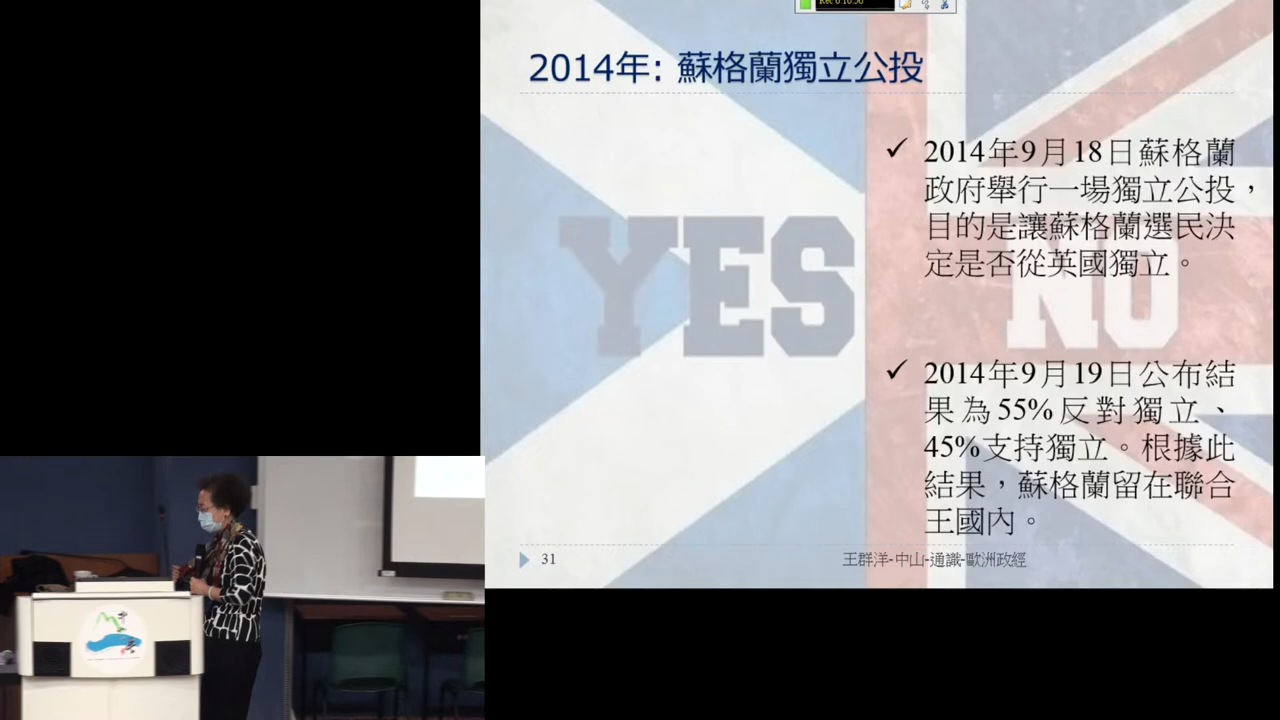 2014年: 蘇格蘭獨立公投
YES
NO
✓ 2014年9月18日蘇格蘭
政府舉行一場獨立公投，
目的是讓蘇格蘭選民決
定是否從英國獨立。
✓ 2014年9月19日公布結
果為55%反對獨立、
45%支持獨立。根據此
結果，蘇格蘭留在聯合
王國內。
31
王群洋-中山-通識-歐洲政經